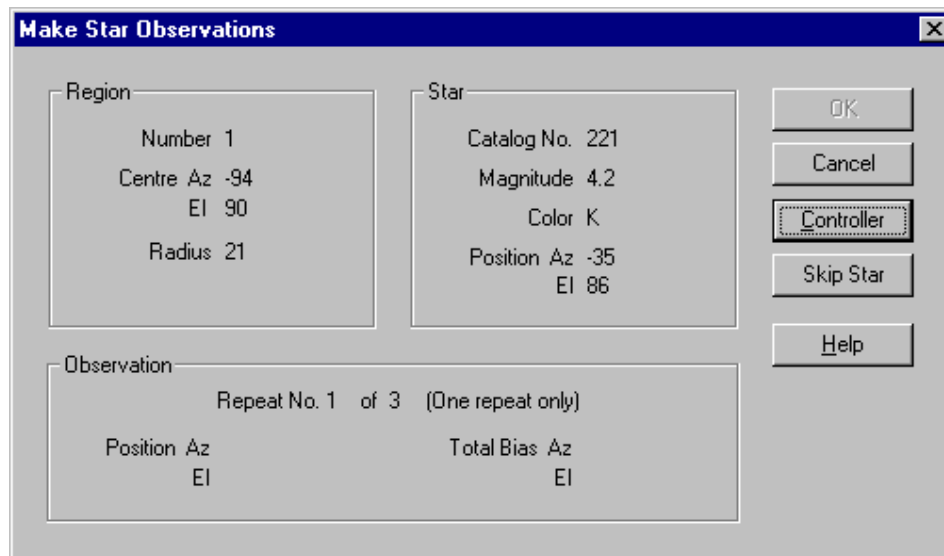 Make Star Observations
Region
Number 1
Centre Az -94
El 90
Radius 21
Star
Catalog No. 221
Magnitude 4.2
Color K
Position Az -35
El 86
OK
Cancel
Controller
Skip Star
Help
Observation
Repeat No. 1 of 3 (One repeat only)
Position Az
El
Total Bias Az
El